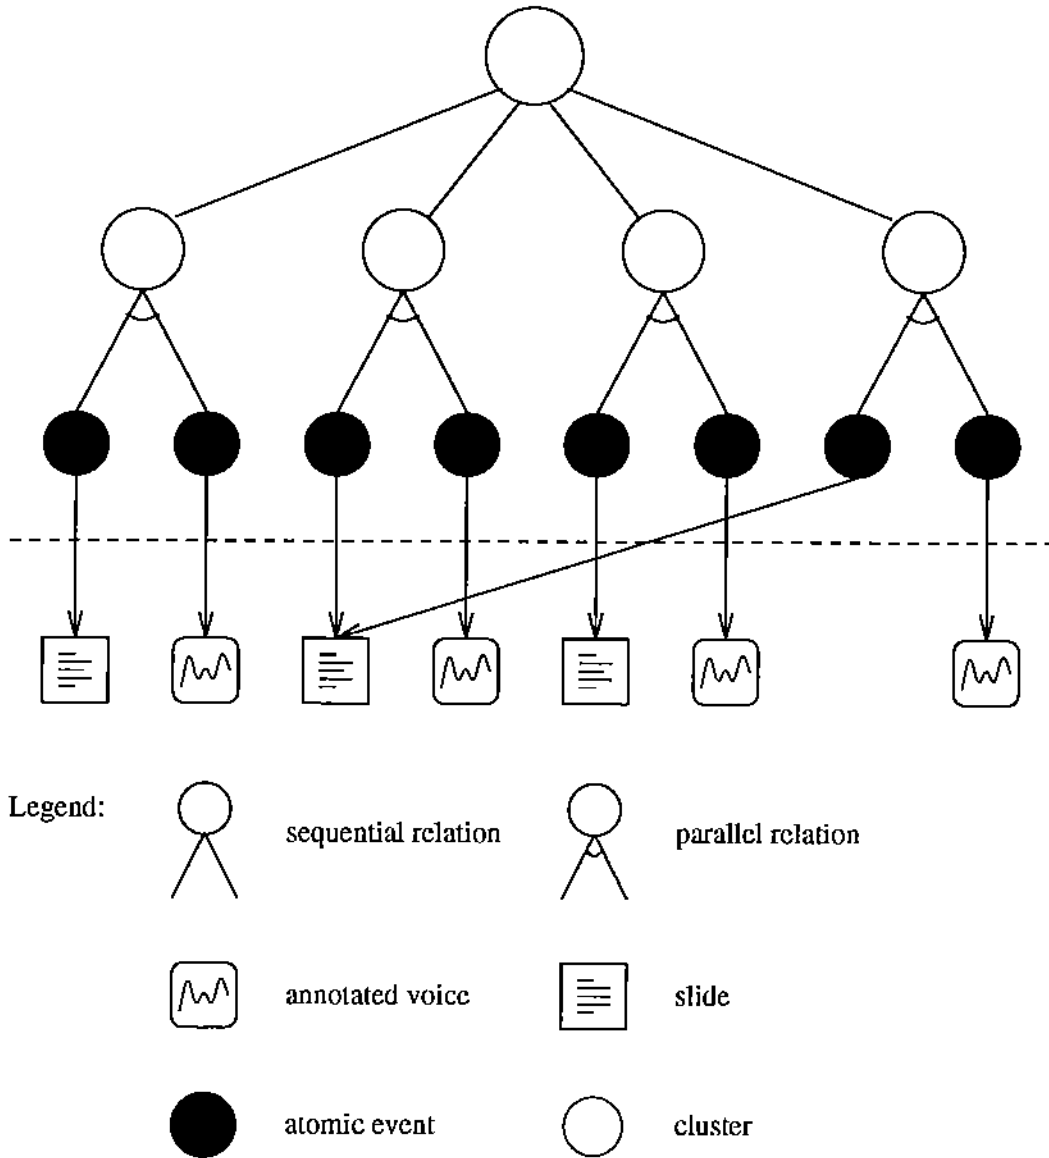 Legend:
sequential relation
parallel relation
annotated voice
slide
atomic event
cluster